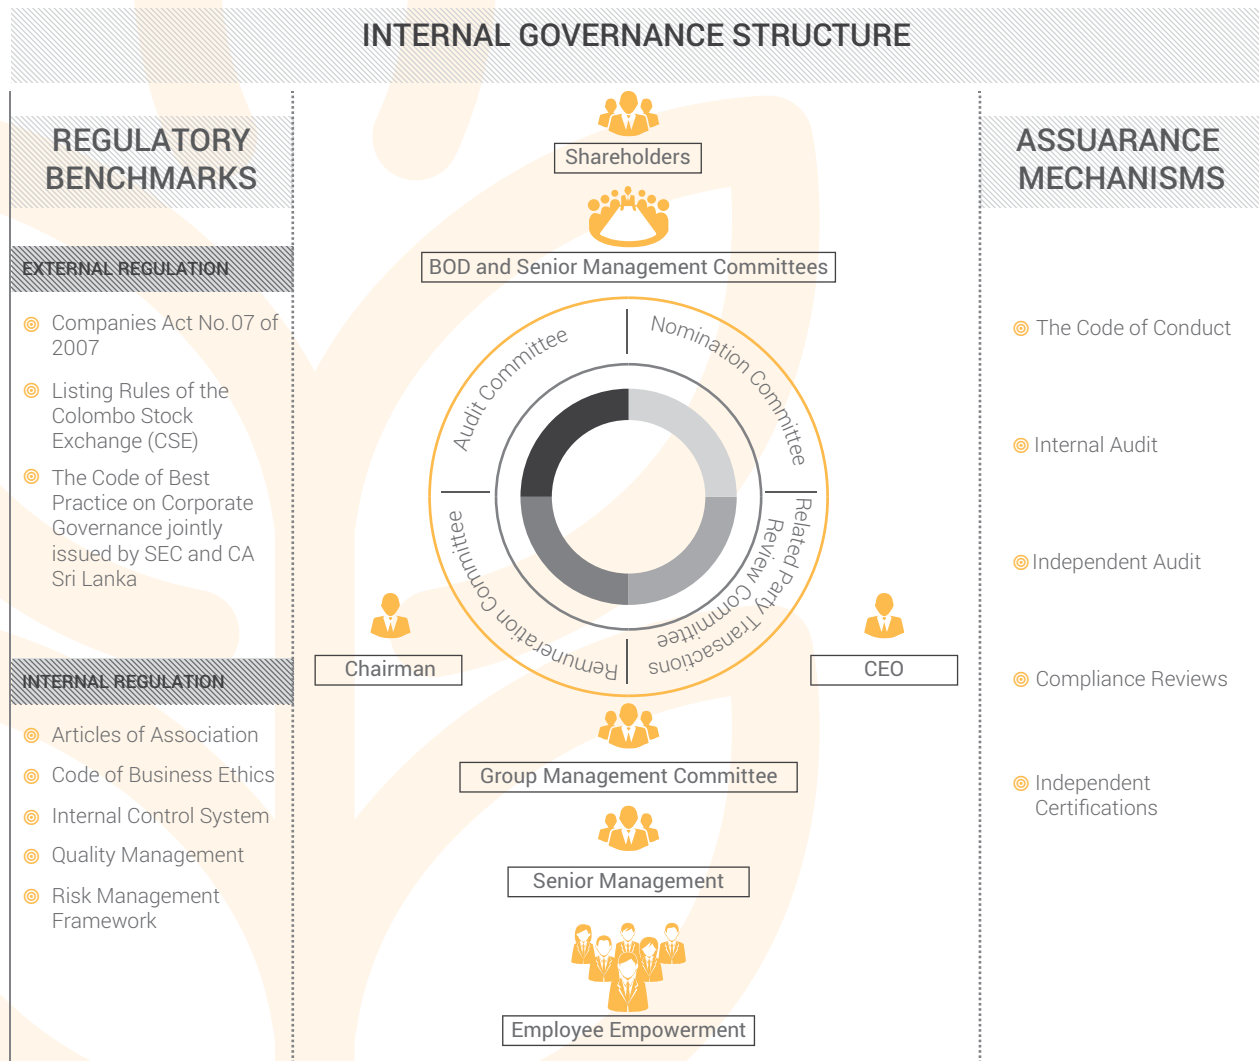 INTERNAL GOVERNANCE STRUCTURE
REGULATORY
BENCHMARKS
EXTERNAL REGULATION
Companies Act No.07 of
2007
Listing Rules of the
Colombo Stock
Exchange (CSE)
The Code of Best
Practice on Corporate
Governance jointly
issued by SEC and CA
Sri Lanka
INTERNAL REGULATION
Articles of Association
Code of Business Ethics
Internal Control System
Quality Management
Risk Management
Framework
Shareholders
BOD and Senior Management Committees
Audit Committee
Nomination Committee
Remuneration Committee
Related Party Transactions
Review Committee
Chairman
CEO
Group Management Committee
Senior Management
Employee Empowerment
ASSUARANCE
MECHANISMS
The Code of Conduct
Internal Audit
Independent Audit
Compliance Reviews
Independent
Certifications